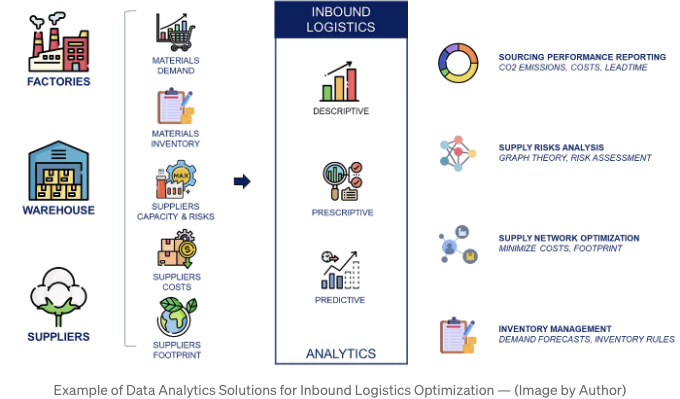 FACTORIES
WAREHOUSE
SUPPLIERS
MATERIALS
DEMAND
MATERIALS
INVENTORY
MAX
SUPPLIERS
CAPACITY & RISKS
$
SUPPLIERS
COSTS
SUPPLIERS
FOOTPRINT
INBOUND
LOGISTICS
DESCRIPTIVE
PRESCRIPTIVE
PREDICTIVE
ANALYTICS
SOURCING PERFORMANCE REPORTING
CO2 EMISSIONS, COSTS, LEADTIME
SUPPLY RISKS ANALYSIS
GRAPH THEORY, RISK ASSESSMENT
SUPPLY NETWORK OPTIMIZATION
MINIMIZE COSTS, FOOTPRINT
INVENTORY MANAGEMENT
DEMAND FORECASTS, INVENTORY RULES
Example of Data Analytics Solutions for Inbound Logistics Optimization — (Image by Author)